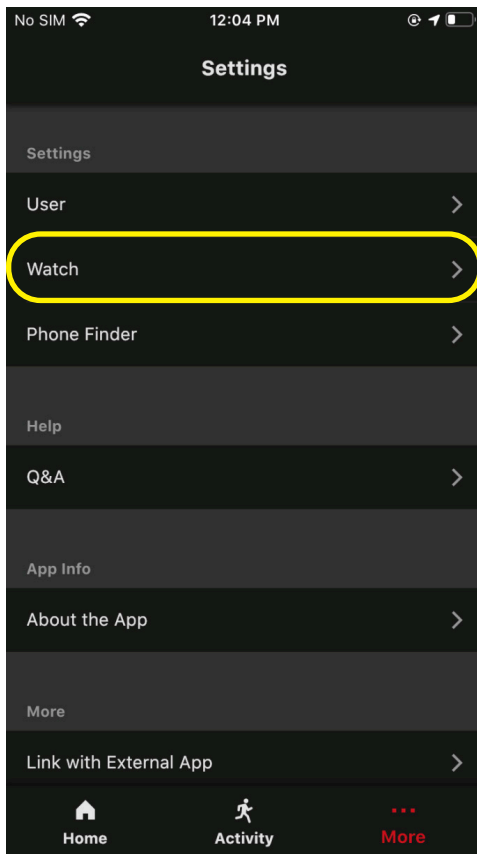 No SIM 12:04 PM
Settings
Settings
User
Watch
Phone Finder
Help
Q&A
App Info
About the App
More
Link with External App
Home Activity More